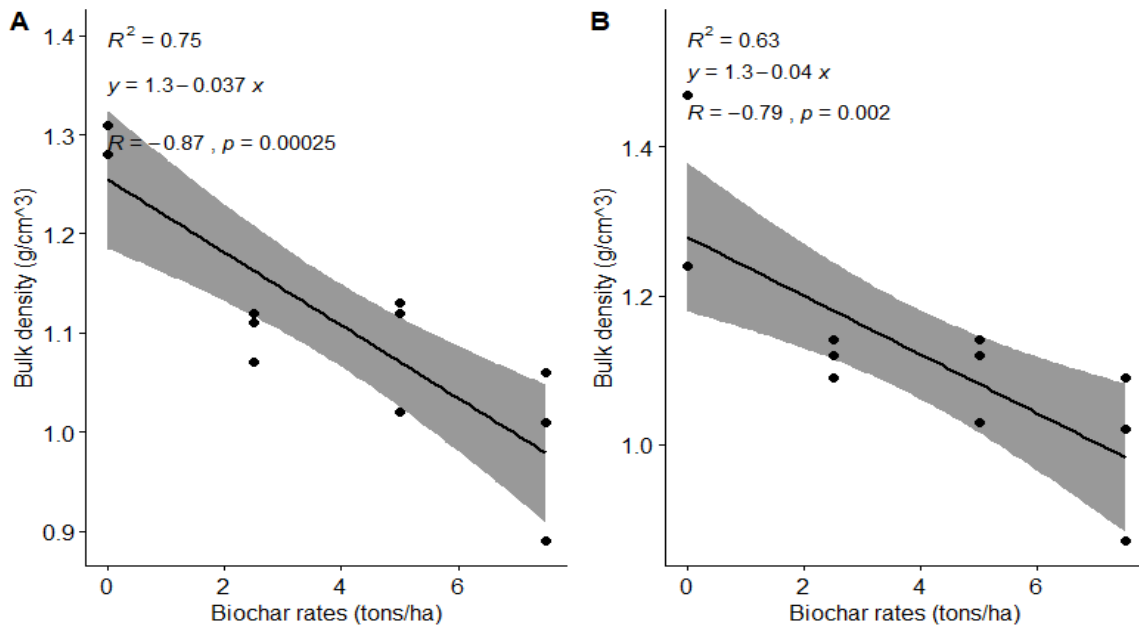 A
R² = 0.75
y = 1.3 − 0.037 x
R = −0.87 , p = 0.00025
1.4
1.3
1.2
1.1
1.0
0.9
Bulk density (g/cm^3)
0 2 4 6
Biochar rates (tons/ha)
B
R² = 0.63
y = 1.3 − 0.04 x
R = −0.79 , p = 0.002
1.4
1.2
1.0
Bulk density (g/cm^3)
0 2 4 6
Biochar rates (tons/ha)